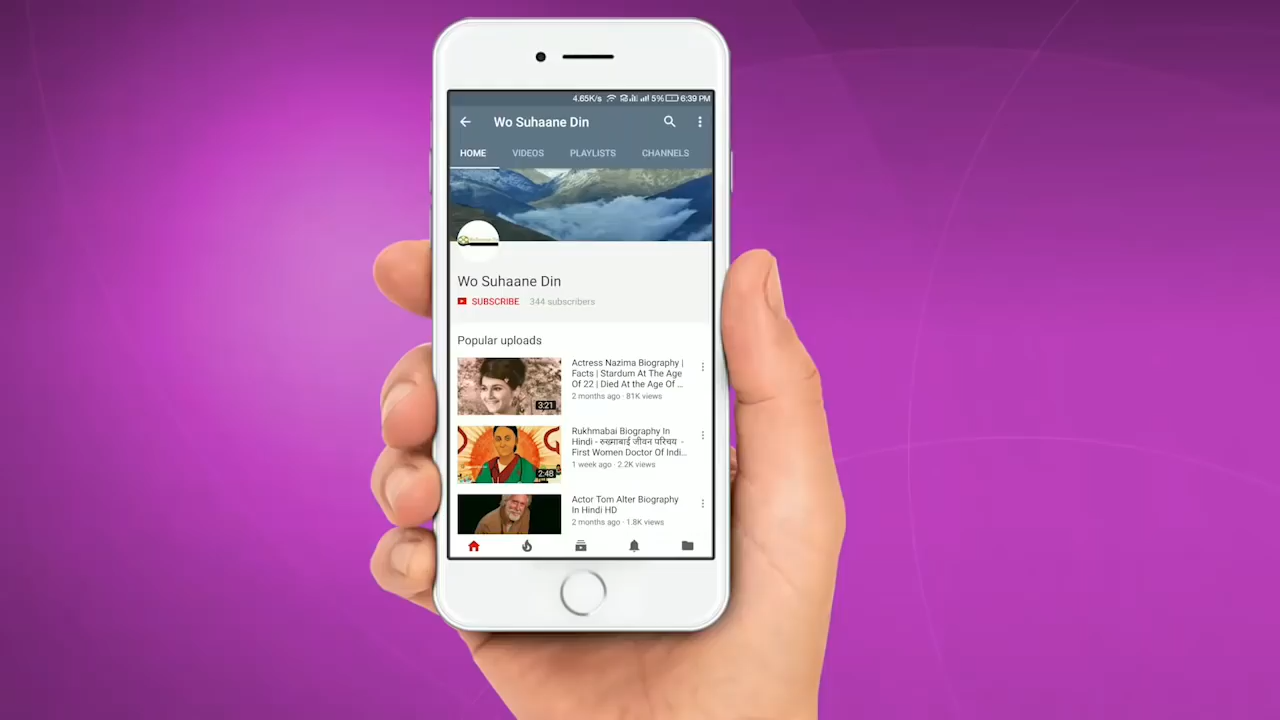 4.65K/s 5% 6:39 PM
Wo Suhaane Din
HOME VIDEOS PLAYLISTS CHANNELS
Wo Suhaane Din
SUBSCRIBE 344 subscribers
Popular uploads
Actress Nazima Biography |
Facts | Stardum At The Age
Of 22 | Died At the Age Of ...
2 months ago · 81K views
3:21
Rukhmabai Biography In
Hindi - रुख्माबाई जीवन परिचय -
First Women Doctor Of Indi...
1 week ago · 2.2K views
2:48
Actor Tom Alter Biography
In Hindi HD
2 months ago · 1.8K views